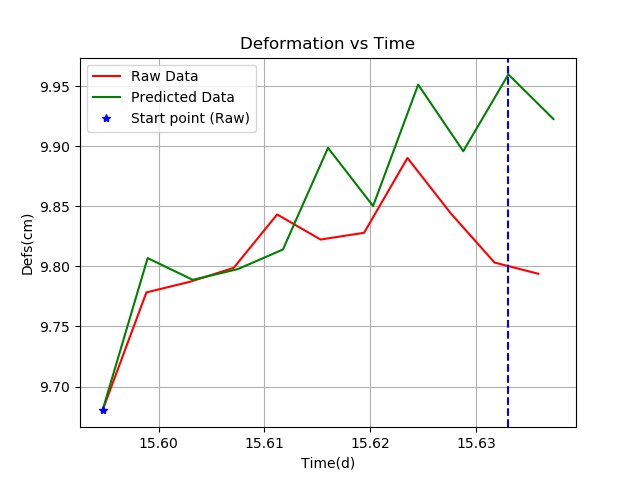 Deformation vs Time
Raw Data
Predicted Data
Start point (Raw)
9.95
9.90
9.85
9.80
9.75
9.70
Defs(cm)
15.60 15.61 15.62 15.63
Time(d)